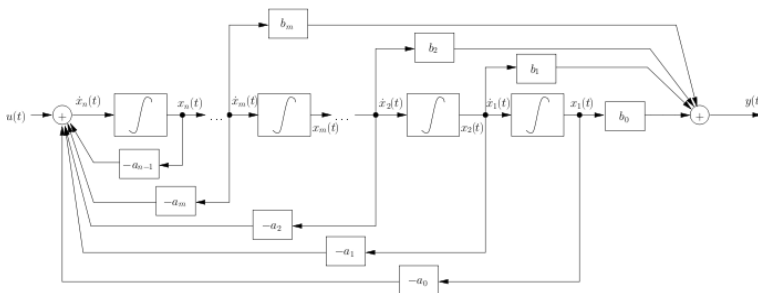 b_m
b_2
b_1
u(t)
+
ẋ_n(t)
∫
x_n(t)
...
ẋ_m(t)
∫
x_m(t)
...
ẋ_2(t)
∫
x_2(t)
ẋ_1(t)
∫
x_1(t)
b_0
+
y(t)
−a_{n−1}
−a_m
−a_2
−a_1
−a_0